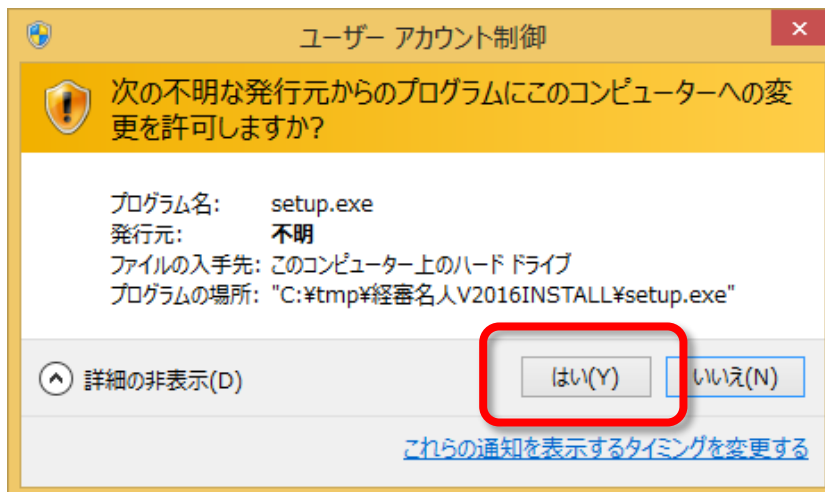 ユーザー アカウント制御
次の不明な発行元からのプログラムにこのコンピューターへの変
更を許可しますか?
プログラム名: setup.exe
発行元: 不明
ファイルの入手先: このコンピューター上のハード ドライブ
プログラムの場所: "C:¥tmp¥経審名人V2016INSTALL¥setup.exe"
詳細の非表示(D) はい(Y) いいえ(N)
これらの通知を表示するタイミングを変更する